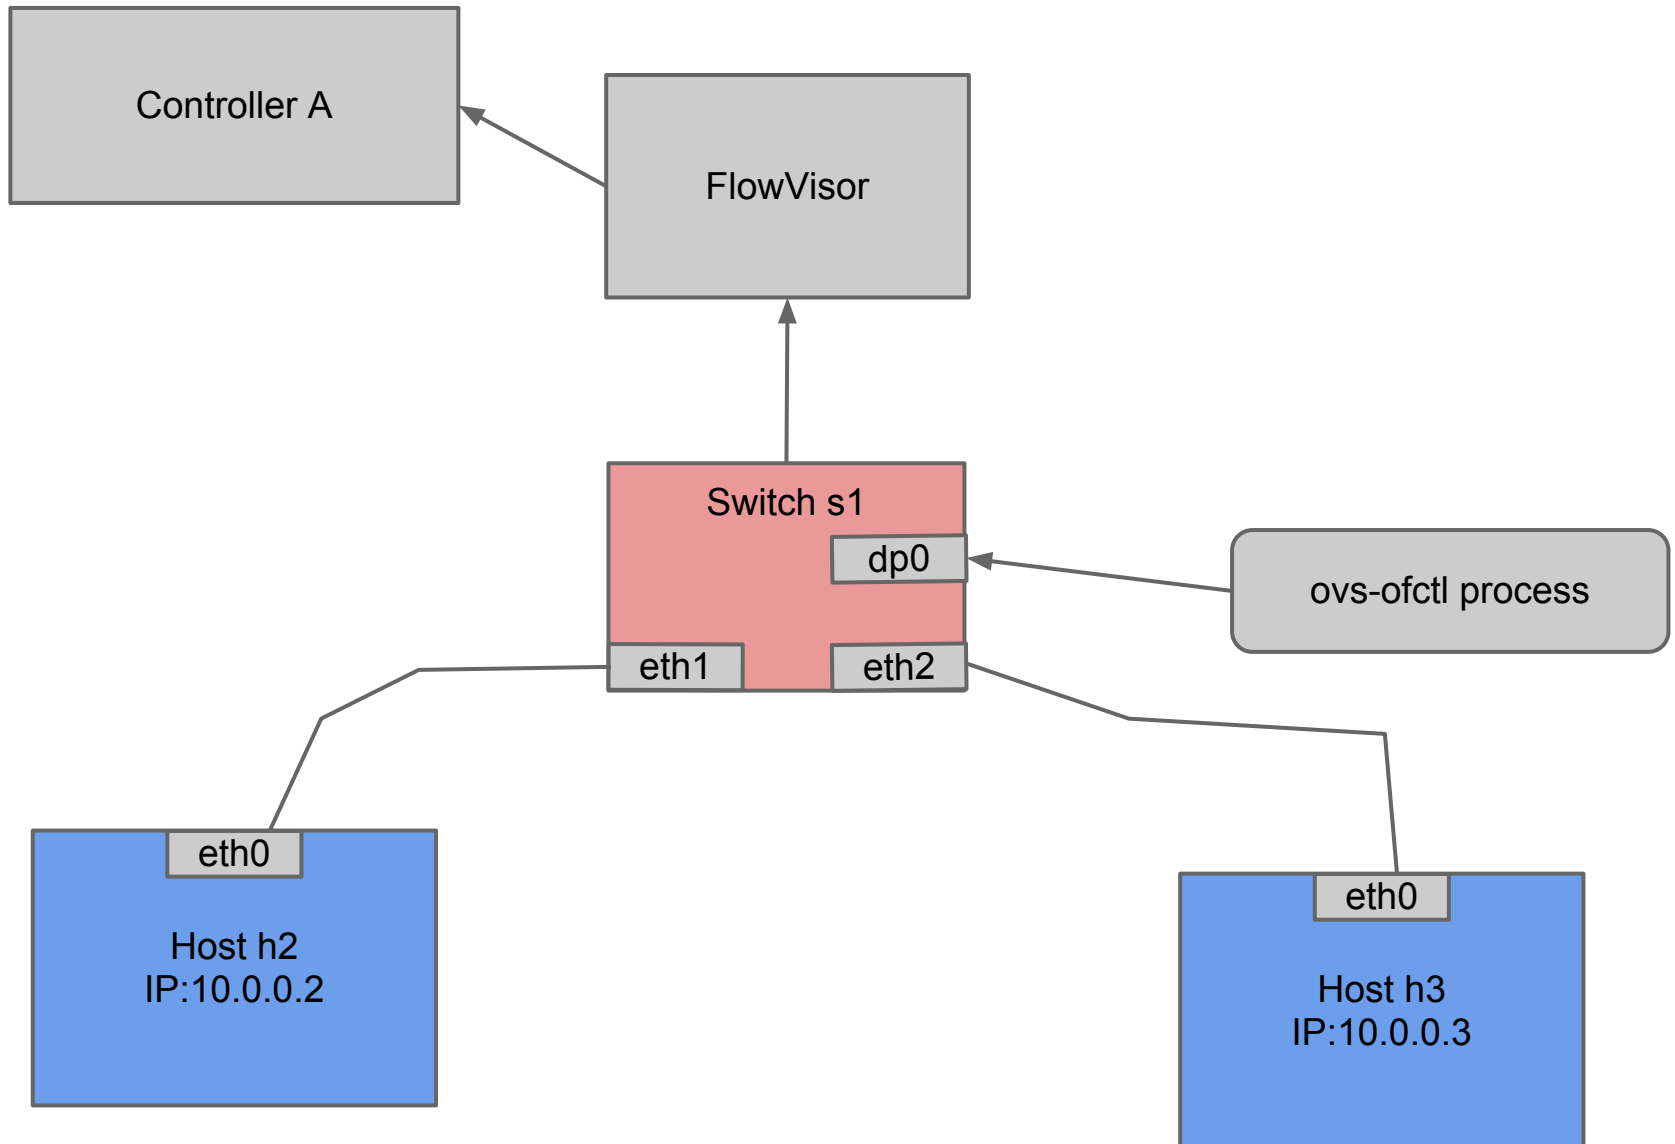 Controller A
FlowVisor
Switch s1
dp0
ovs-ofctl process
eth1
eth2
eth0
Host h2
IP:10.0.0.2
eth0
Host h3
IP:10.0.0.3